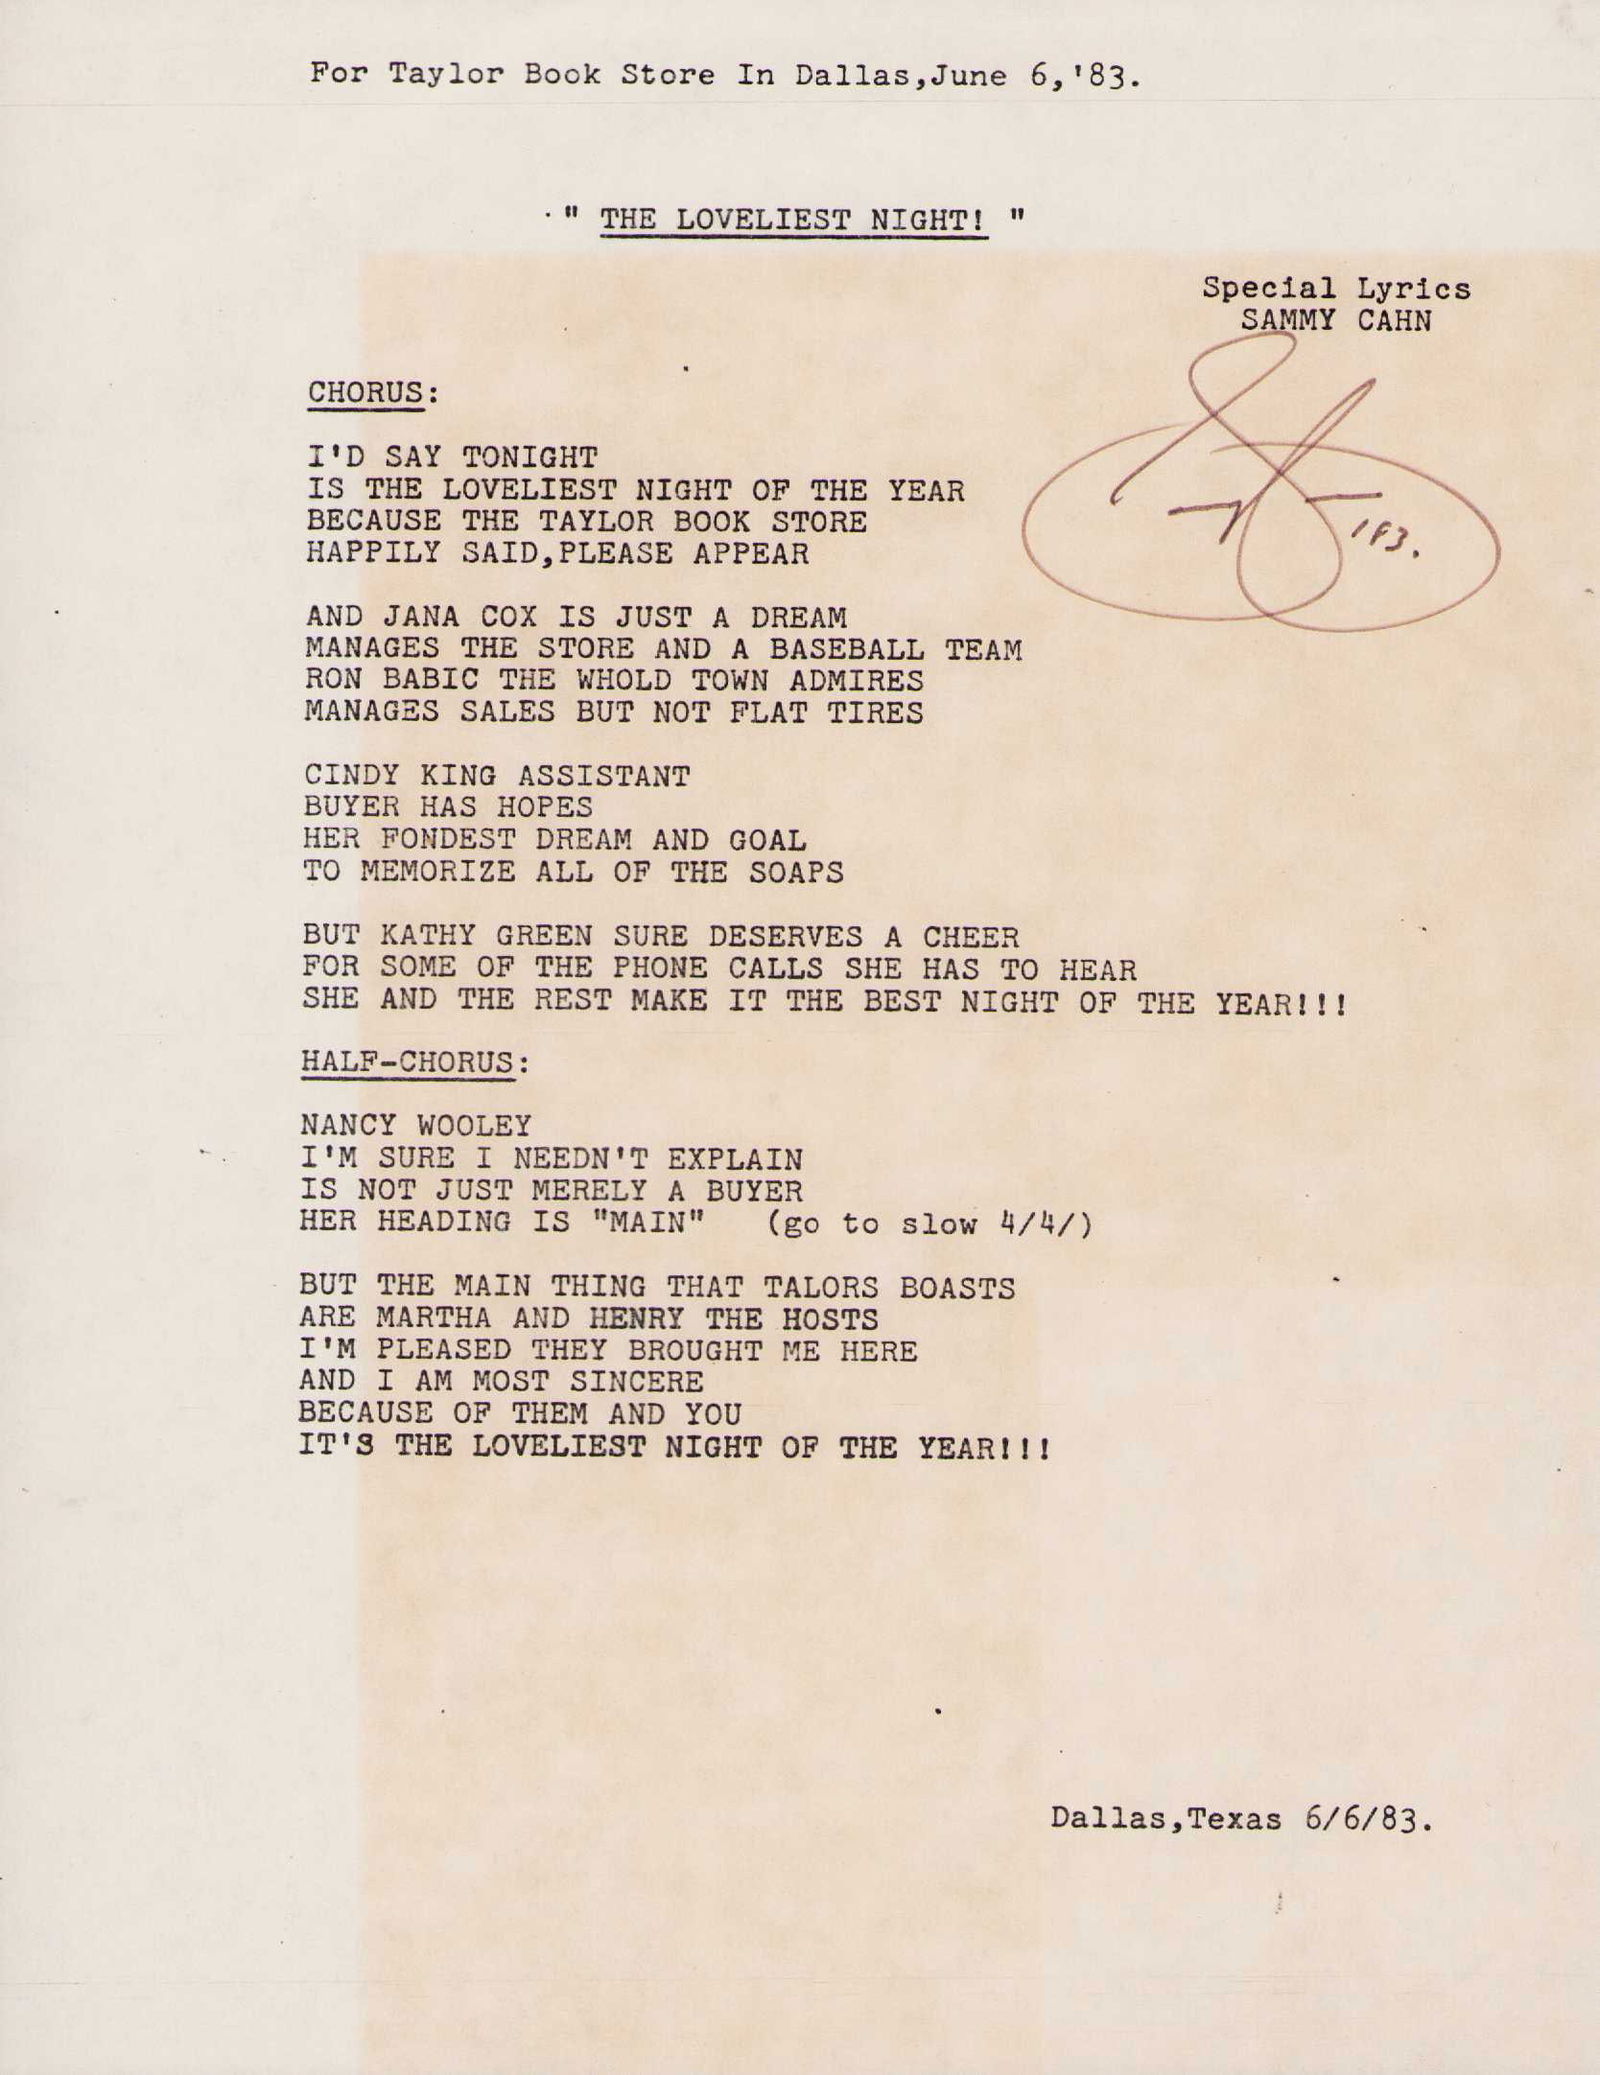 For Taylor Book Store In Dallas,June 6,'83.
" THE LOVELIEST NIGHT! "
Special Lyrics
SAMMY CAHN
'83.
CHORUS:
I'D SAY TONIGHT
IS THE LOVELIEST NIGHT OF THE YEAR
BECAUSE THE TAYLOR BOOK STORE
HAPPILY SAID,PLEASE APPEAR
AND JANA COX IS JUST A DREAM
MANAGES THE STORE AND A BASEBALL TEAM
RON BABIC THE WHOLD TOWN ADMIRES
MANAGES SALES BUT NOT FLAT TIRES
CINDY KING ASSISTANT
BUYER HAS HOPES
HER FONDEST DREAM AND GOAL
TO MEMORIZE ALL OF THE SOAPS
BUT KATHY GREEN SURE DESERVES A CHEER
FOR SOME OF THE PHONE CALLS SHE HAS TO HEAR
SHE AND THE REST MAKE IT THE BEST NIGHT OF THE YEAR!!!
HALF-CHORUS:
NANCY WOOLEY
I'M SURE I NEEDN'T EXPLAIN
IS NOT JUST MERELY A BUYER
HER HEADING IS "MAIN" (go to slow 4/4/)
BUT THE MAIN THING THAT TALORS BOASTS
ARE MARTHA AND HENRY THE HOSTS
I'M PLEASED THEY BROUGHT ME HERE
AND I AM MOST SINCERE
BECAUSE OF THEM AND YOU
IT'S THE LOVELIEST NIGHT OF THE YEAR!!!
Dallas,Texas 6/6/83.